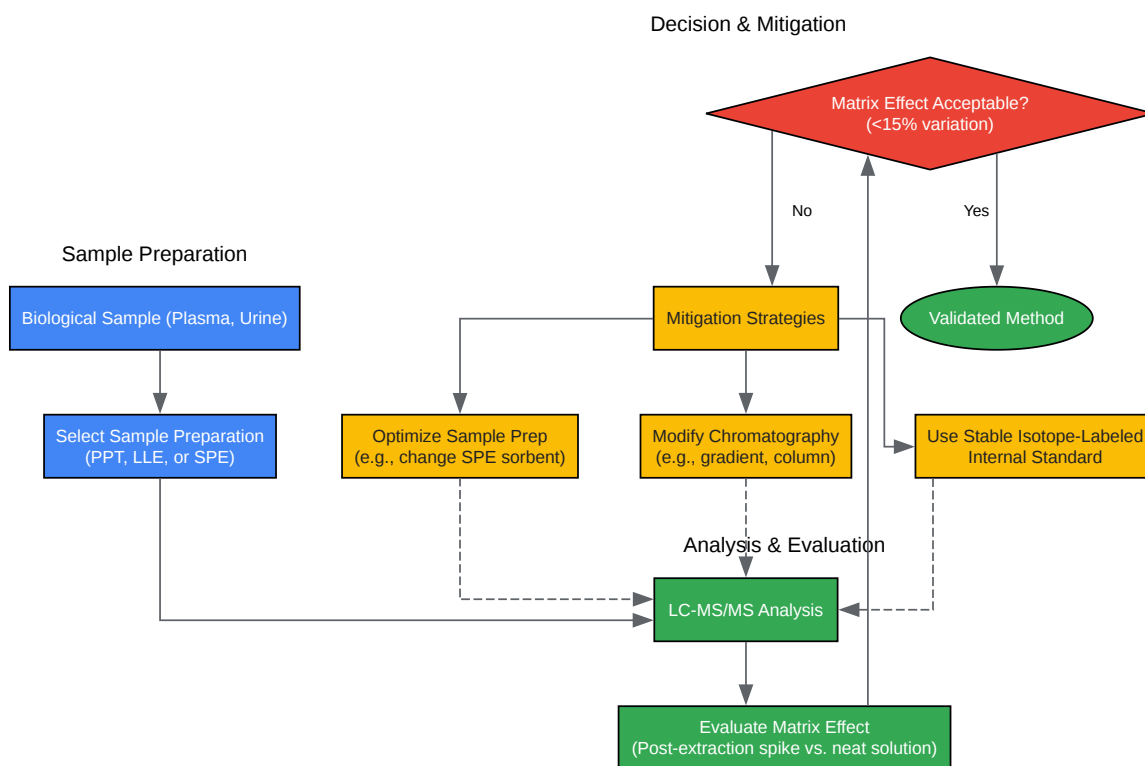 Decision & Mitigation
Matrix Effect Acceptable?
(<15% variation)
No
Yes
Sample Preparation
Biological Sample (Plasma, Urine)
Mitigation Strategies
Validated Method
Select Sample Preparation
(PPT, LLE, or SPE)
Optimize Sample Prep
(e.g., change SPE sorbent)
Modify Chromatography
(e.g., gradient, column)
Use Stable Isotope-Labeled
Internal Standard
Analysis & Evaluation
LC-MS/MS Analysis
Evaluate Matrix Effect
(Post-extraction spike vs. neat solution)